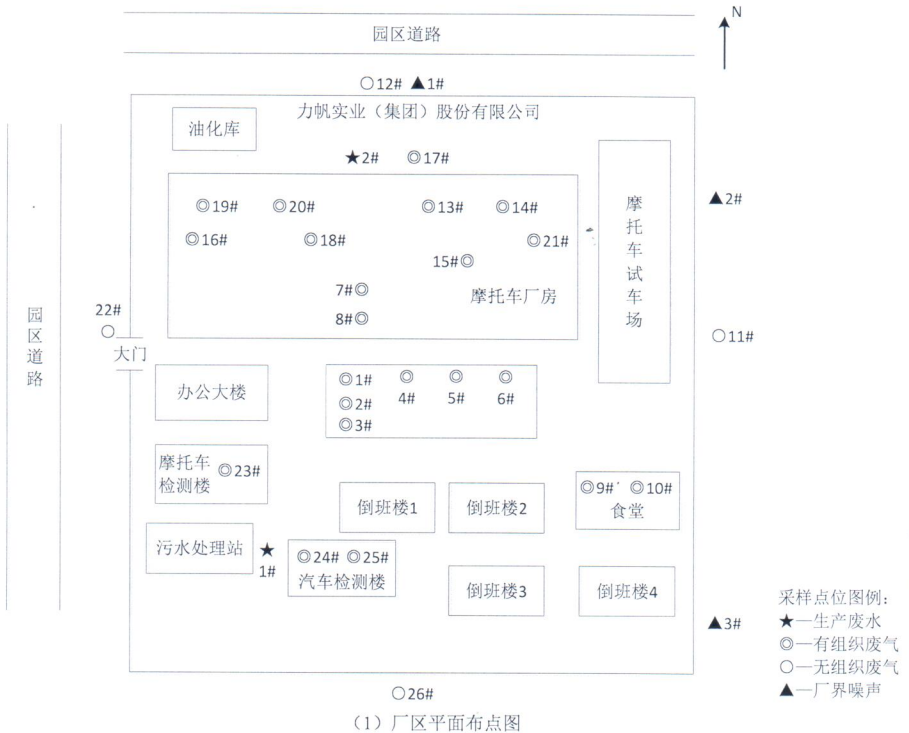 N
园区道路
○12# ▲1#
力帆实业（集团）股份有限公司
油化库
★2# ◎17#
▲2#
◎19# ◎20# ◎13# ◎14#
◎16# ◎18# ◎21#
15#◎
7#◎
8#◎
摩托车厂房
摩托车试车场
22#
○
大门
园区道路
○11#
办公大楼
◎1# ◎ ◎ ◎
◎2# 4# 5# 6#
◎3#
摩托车
检测楼
◎23#
◎9# ◎10#
食堂
倒班楼1
倒班楼2
污水处理站
★
1#
◎24# ◎25#
汽车检测楼
倒班楼3
倒班楼4
▲3#
采样点位图例：
★—生产废水
◎—有组织废气
○—无组织废气
▲—厂界噪声
○26#
（1）厂区平面布点图